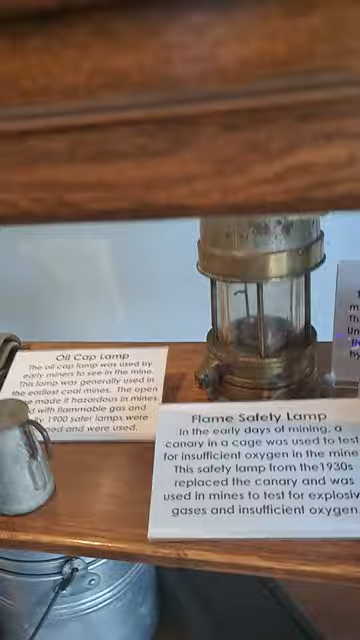 Oil Cap Lamp
The oil cap lamp was used by
early miners to see in the mine.
This lamp was generally used in
the earliest coal mines. The open
made it hazardous in mines
with flammable gas and
y 1900 safer lamps were
ed and were used.
Flame Safety Lamp
In the early days of mining, a
canary in a cage was used to test
for insufficient oxygen in the mine
This safety lamp from the1930s
replaced the canary and was
used in mines to test for explosiv
gases and insufficient oxygen.